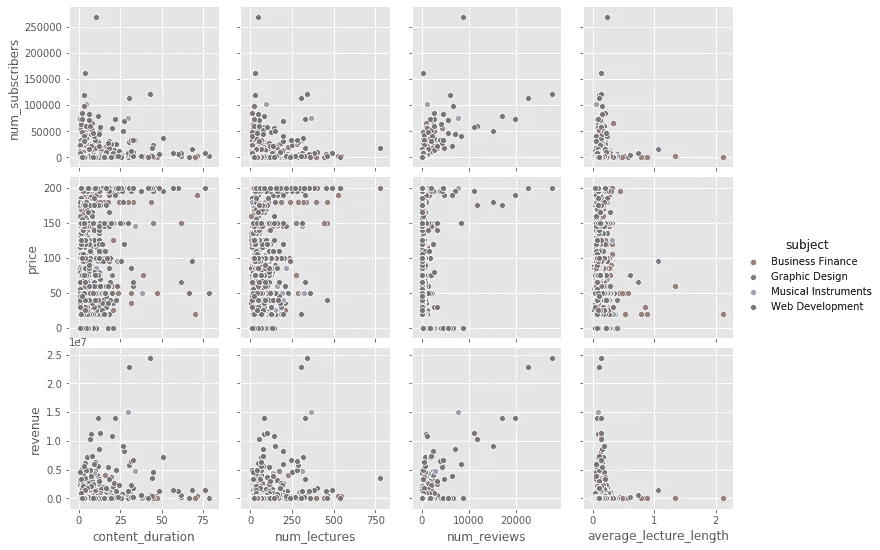 250000
200000
150000
100000
50000
0
num_subscribers
200
150
100
50
0
price
1e7
2.5
2.0
1.5
1.0
0.5
0.0
revenue
0 25 50 75
content_duration
0 250 500 750
num_lectures
0 10000 20000
num_reviews
0 1 2
average_lecture_length
subject
Business Finance
Graphic Design
Musical Instruments
Web Development